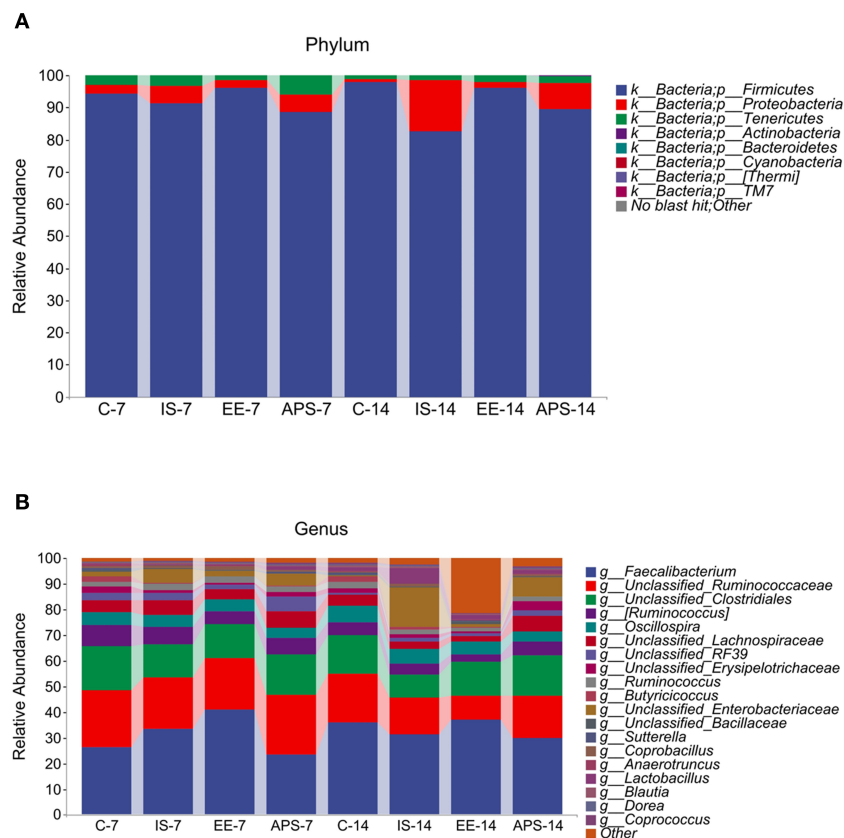 A
Phylum
Relative Abundance
100
90
80
70
60
50
40
30
20
10
0
C-7 IS-7 EE-7 APS-7 C-14 IS-14 EE-14 APS-14
k__Bacteria;p__Firmicutes
k__Bacteria;p__Proteobacteria
k__Bacteria;p__Tenericutes
k__Bacteria;p__Actinobacteria
k__Bacteria;p__Bacteroidetes
k__Bacteria;p__Cyanobacteria
k__Bacteria;p__[Thermi]
k__Bacteria;p__TM7
No blast hit;Other
B
Genus
Relative Abundance
100
90
80
70
60
50
40
30
20
10
0
C-7 IS-7 EE-7 APS-7 C-14 IS-14 EE-14 APS-14
g__Faecalibacterium
g__Unclassified_Ruminococcaceae
g__Unclassified_Clostridiales
g__[Ruminococcus]
g__Oscillospira
g__Unclassified_Lachnospiraceae
g__Unclassified_RF39
g__Unclassified_Erysipelotrichaceae
g__Ruminococcus
g__Butyricicoccus
g__Unclassified_Enterobacteriaceae
g__Unclassified_Bacillaceae
g__Sutterella
g__Coprobacillus
g__Anaerotruncus
g__Lactobacillus
g__Blautia
g__Dorea
g__Coprococcus
Other